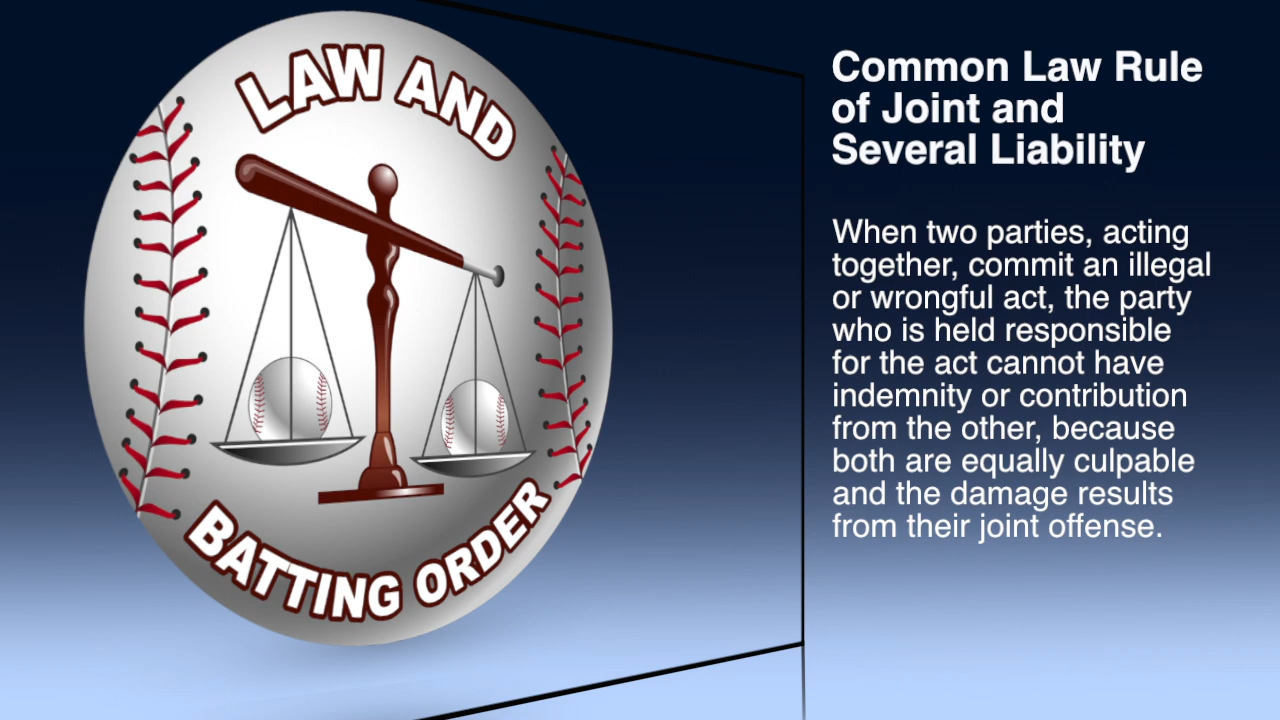 LAW AND
BATTING ORDER
Common Law Rule
of Joint and
Several Liability
When two parties, acting
together, commit an illegal
or wrongful act, the party
who is held responsible
for the act cannot have
indemnity or contribution
from the other, because
both are equally culpable
and the damage results
from their joint offense.